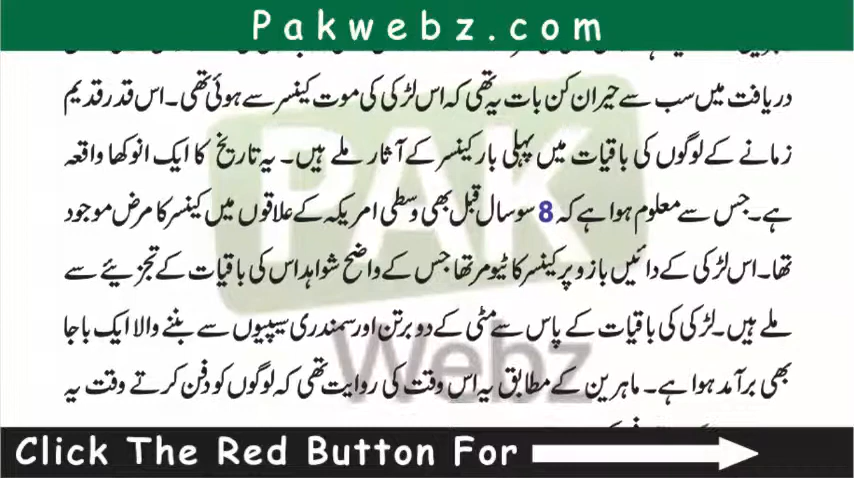 Pakwebz.com
دریافت میں سب سے حیران کن بات یہ تھی کہ اس لڑکی کی موت کینسر سے ہوئی تھی۔ اس قدر قدیم
زمانے کے لوگوں کی باقیات میں پہلی بار کینسر کے آثار ملے ہیں۔ یہ تاریخ کا ایک انوکھا واقعہ
ہے۔ جس سے معلوم ہوا ہے کہ 8 سو سال قبل بھی وسطی امریکہ کے علاقوں میں کینسر کا مرض موجود
تھا۔ اس لڑکی کے دائیں بازو پر کینسر کا ٹیومر تھا جس کے واضح شواہد اس کی باقیات کے تجزیئے سے
ملے ہیں۔ لڑکی کی باقیات کے پاس سے مٹی کے دو برتن اور سمندری سیپیوں سے بننے والا ایک باجا
بھی برآمد ہوا ہے۔ ماہرین کے مطابق یہ اس وقت کی روایت تھی کہ لوگوں کو دفن کرتے وقت یہ
PAK
Webz
Click The Red Button For